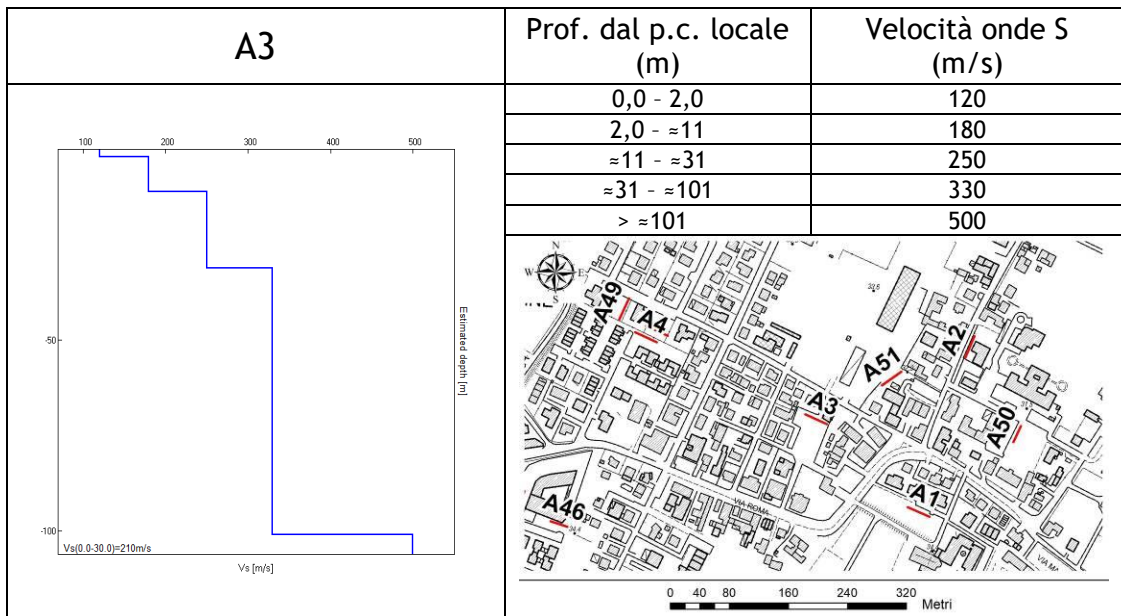 A3
Prof. dal p.c. locale
(m)
Velocità onde S
(m/s)
0,0 – 2,0 120
2,0 – ≈11 180
≈11 – ≈31 250
≈31 – ≈101 330
> ≈101 500
100 200 300 400 500
-50
-100
Estimated depth [m]
Vs(0.0-30.0)=210m/s
Vs [m/s]
N
W E
S
A49
A4
A2
A51
A3
A50
A46
A1
VIA ROMA
0 40 80 160 240 320
Metri